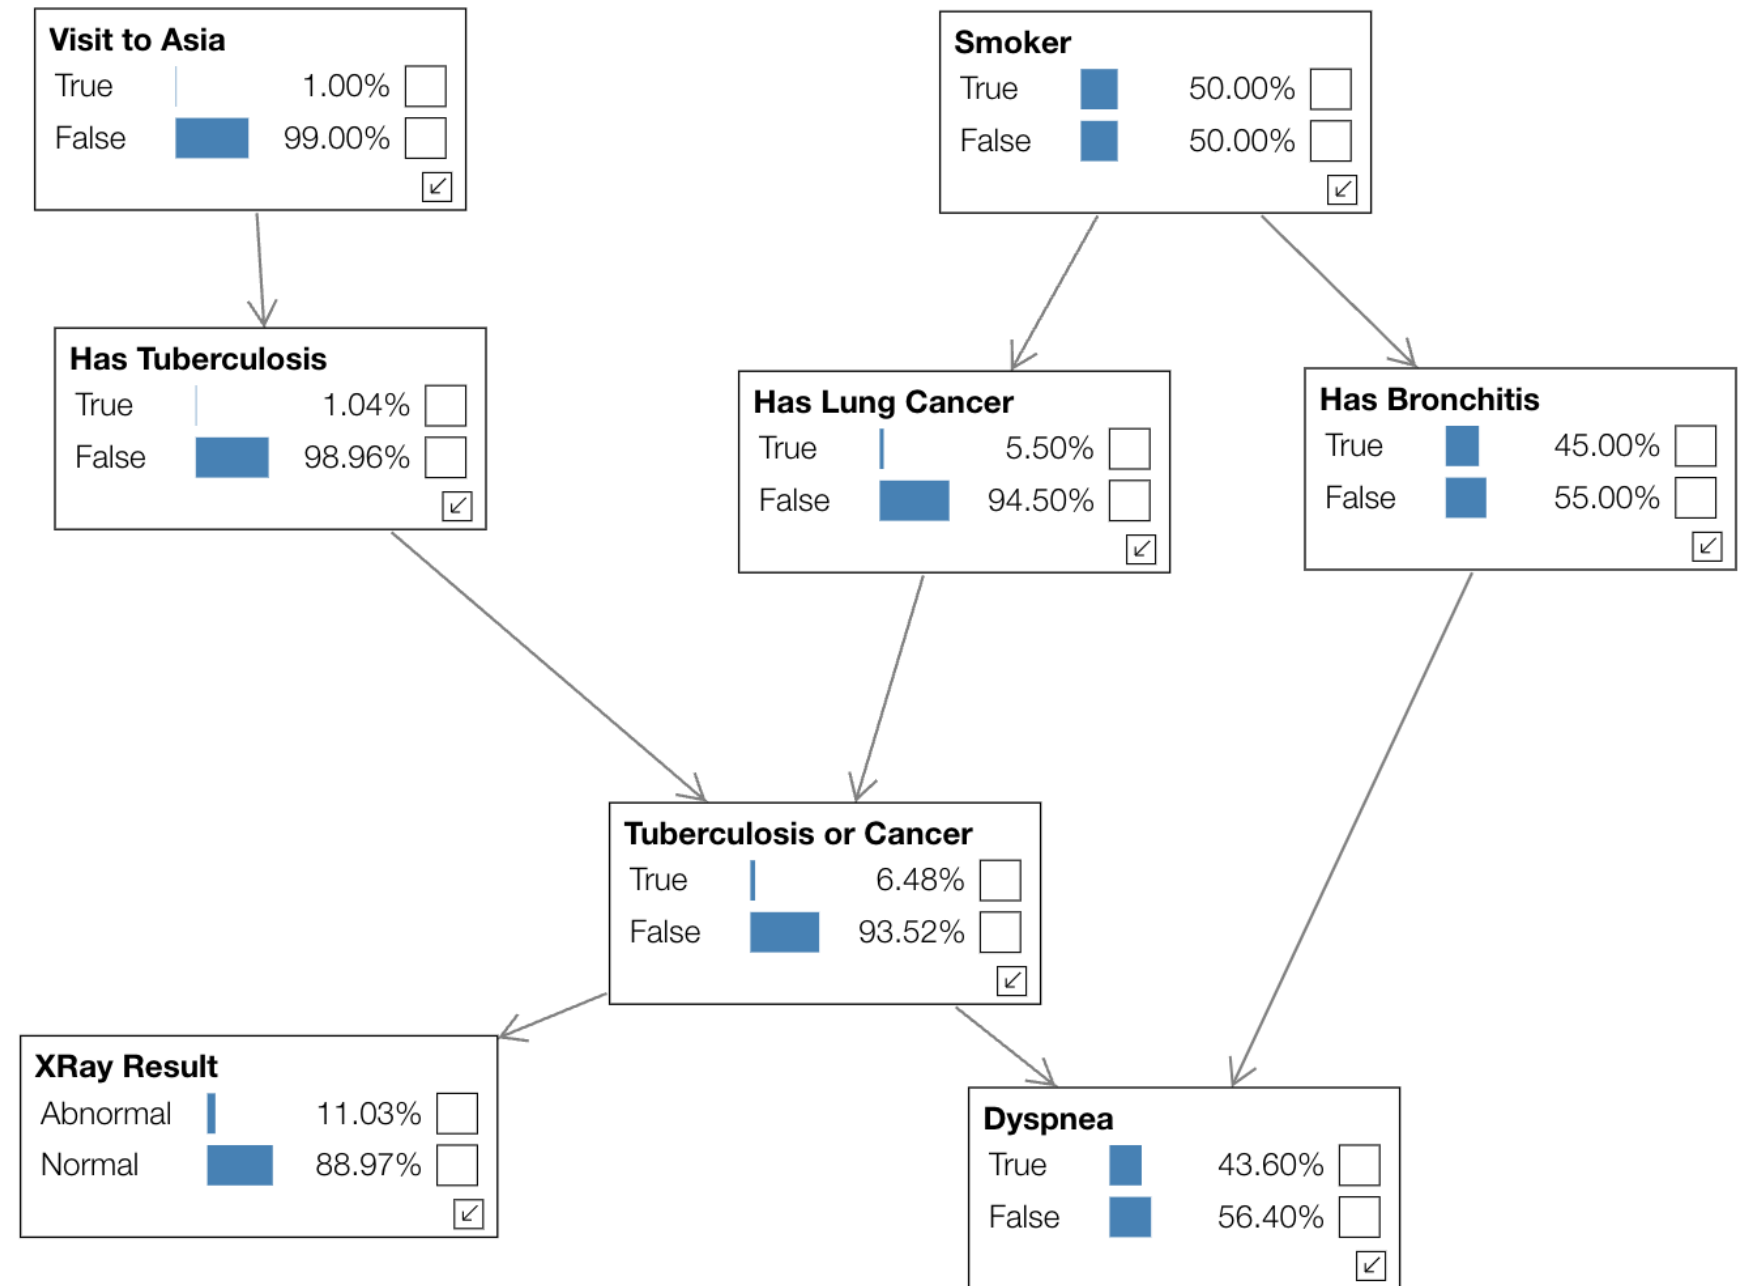 Visit to Asia
True 1.00%
False 99.00%
Smoker
True 50.00%
False 50.00%
Has Tuberculosis
True 1.04%
False 98.96%
Has Lung Cancer
True 5.50%
False 94.50%
Has Bronchitis
True 45.00%
False 55.00%
Tuberculosis or Cancer
True 6.48%
False 93.52%
XRay Result
Abnormal 11.03%
Normal 88.97%
Dyspnea
True 43.60%
False 56.40%